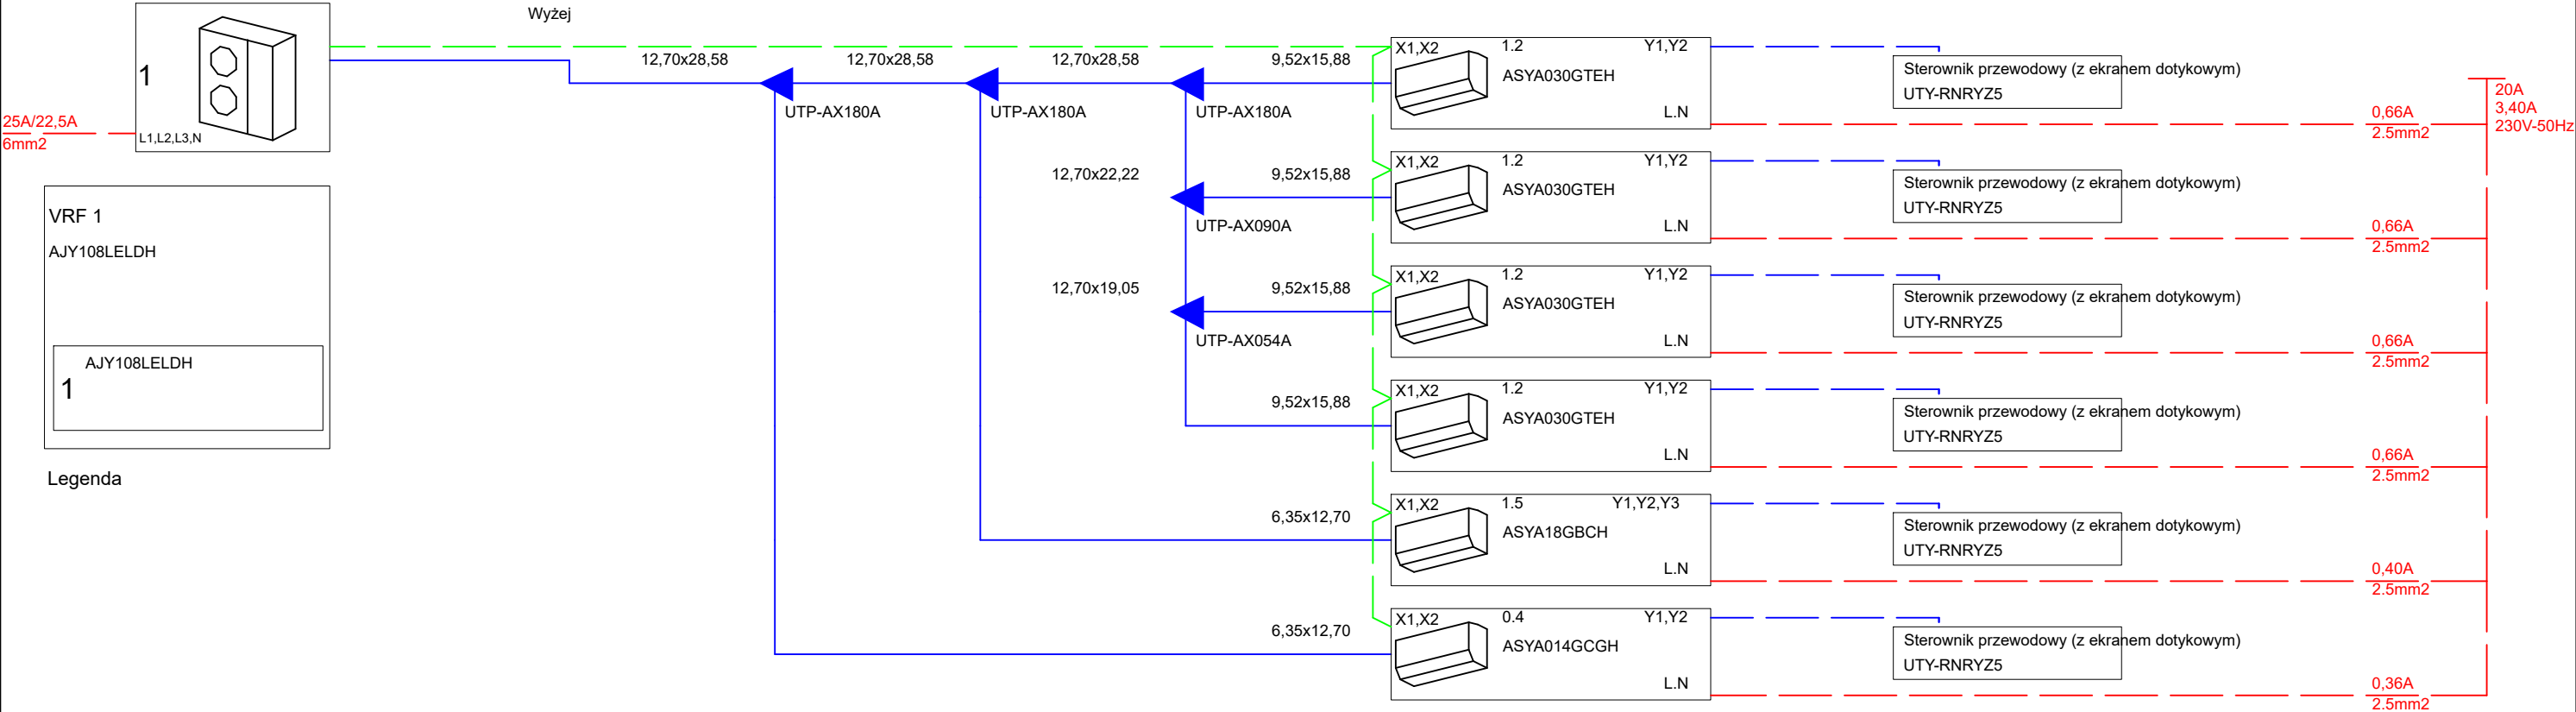 Wyżej
1
L1,L2,L3,N
25A/22,5A
6mm2
VRF 1
AJY108LELDH
AJY108LELDH
1
Legenda
12,70x28,58
12,70x28,58
12,70x28,58
9,52x15,88
UTP-AX180A
UTP-AX180A
UTP-AX180A
X1,X2
1.2
Y1,Y2
ASYA030GTEH
L.N
Sterownik przewodowy (z ekranem dotykowym)
UTY-RNRYZ5
0,66A
2.5mm2
20A
3,40A
230V-50Hz
12,70x22,22
9,52x15,88
UTP-AX090A
X1,X2
1.2
Y1,Y2
ASYA030GTEH
L.N
Sterownik przewodowy (z ekranem dotykowym)
UTY-RNRYZ5
0,66A
2.5mm2
12,70x19,05
9,52x15,88
UTP-AX054A
X1,X2
1.2
Y1,Y2
ASYA030GTEH
L.N
Sterownik przewodowy (z ekranem dotykowym)
UTY-RNRYZ5
0,66A
2.5mm2
9,52x15,88
X1,X2
1.2
Y1,Y2
ASYA030GTEH
L.N
Sterownik przewodowy (z ekranem dotykowym)
UTY-RNRYZ5
0,66A
2.5mm2
6,35x12,70
X1,X2
1.5
Y1,Y2,Y3
ASYA18GBCH
L.N
Sterownik przewodowy (z ekranem dotykowym)
UTY-RNRYZ5
0,40A
2.5mm2
6,35x12,70
X1,X2
0.4
Y1,Y2
ASYA014GCGH
L.N
Sterownik przewodowy (z ekranem dotykowym)
UTY-RNRYZ5
0,36A
2.5mm2